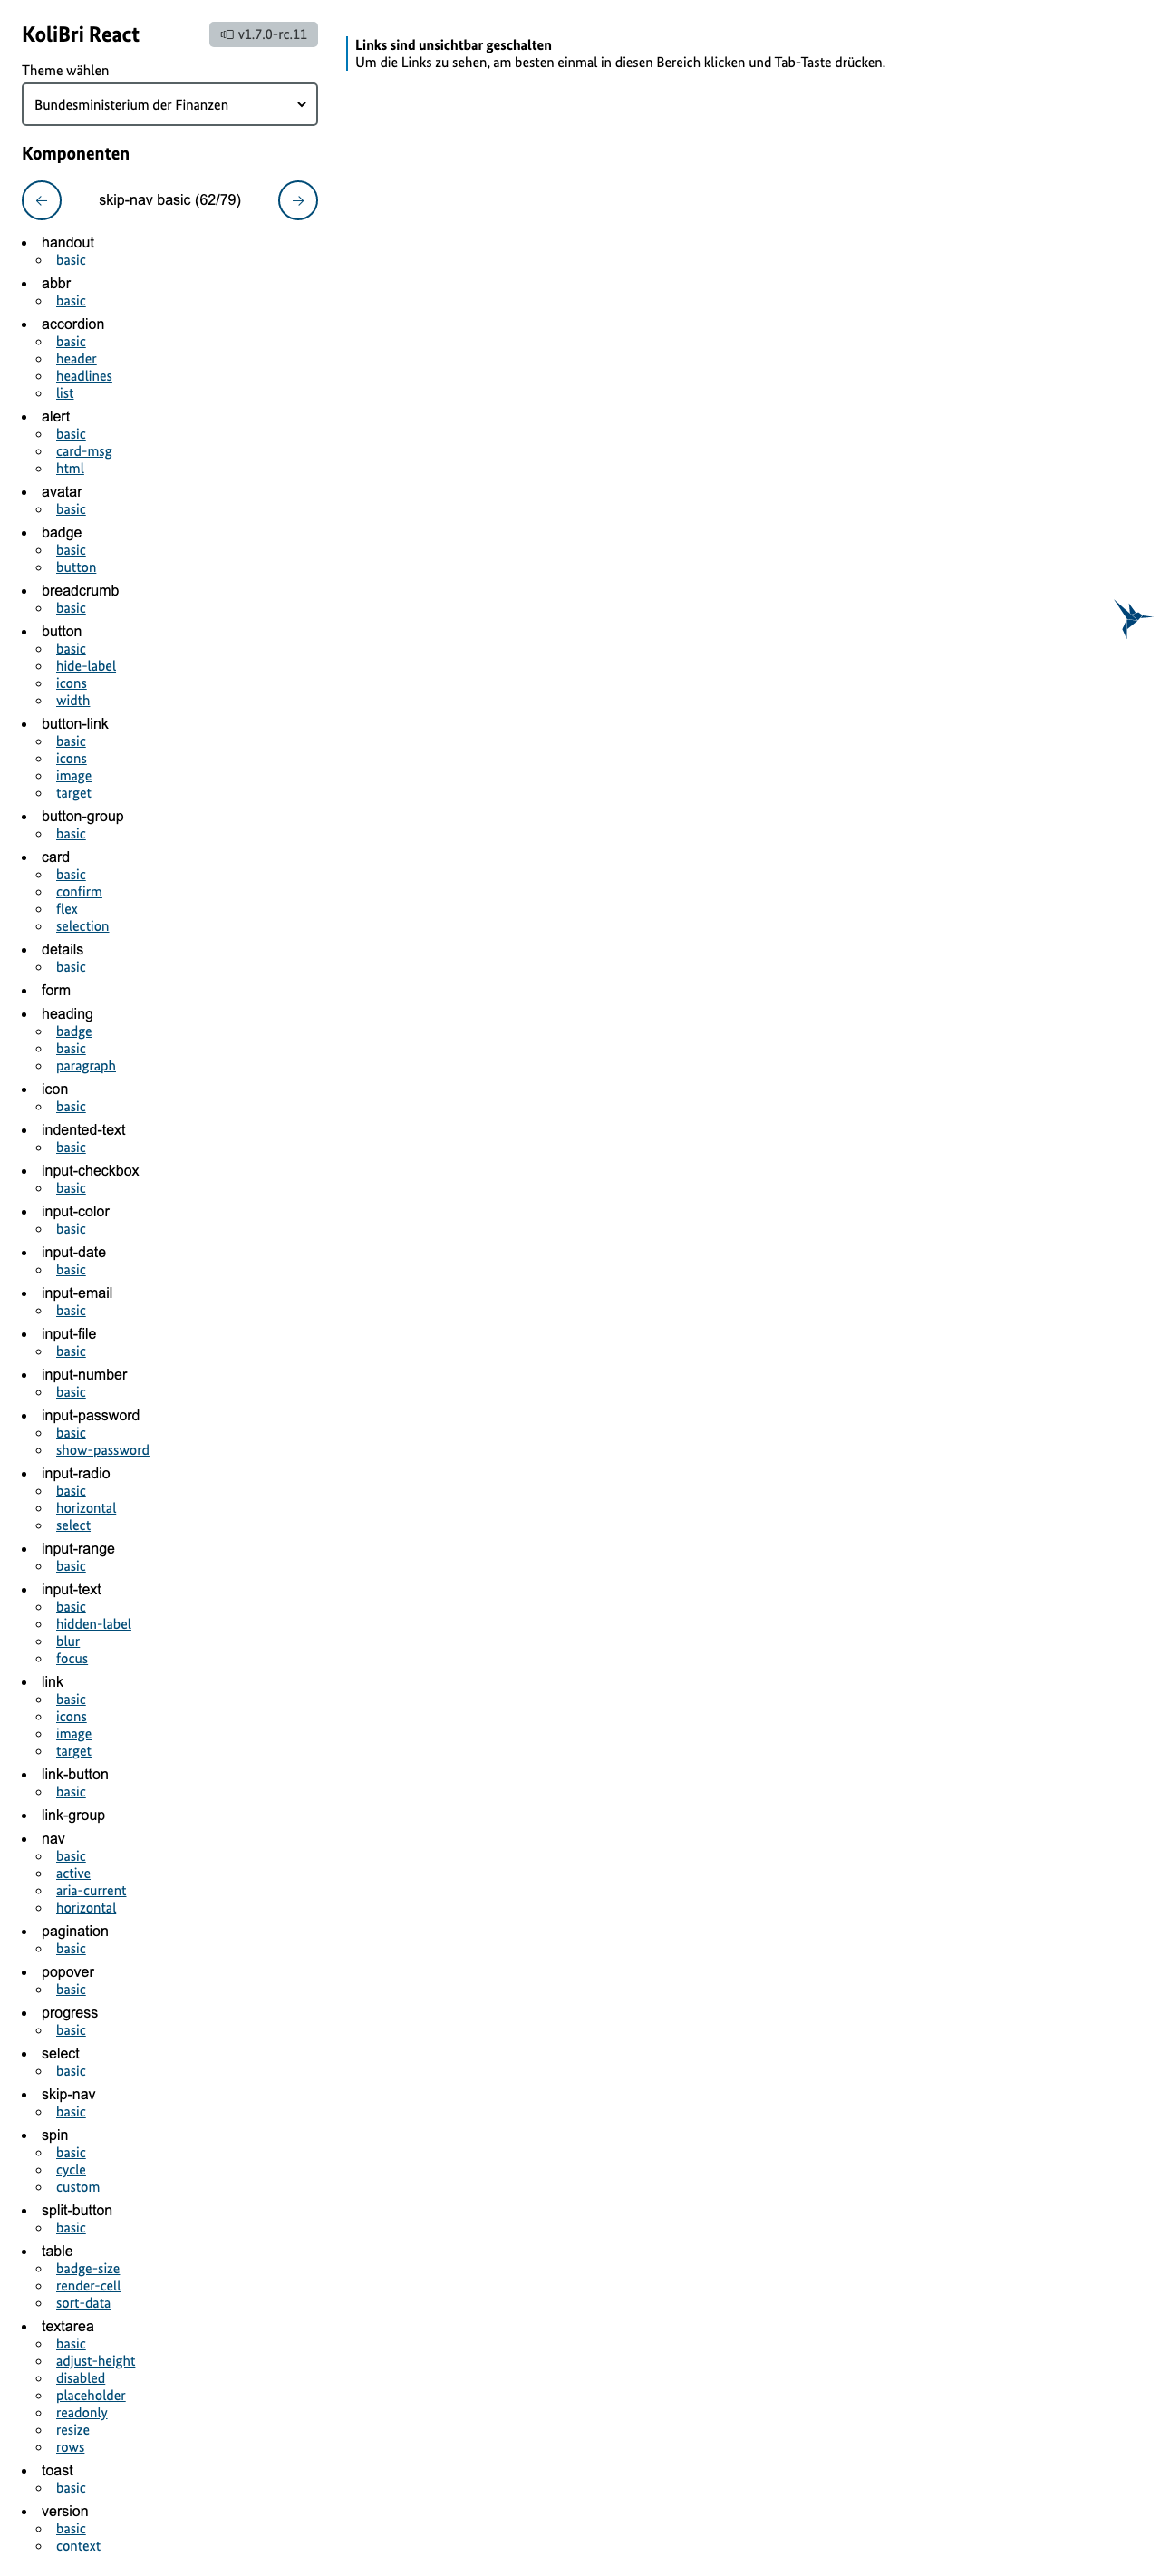 KoliBri React
v1.7.0-rc.11
Theme wählen
Bundesministerium der Finanzen
Komponenten
skip-nav basic (62/79)
handout
basic
abbr
basic
accordion
basic
header
headlines
list
alert
basic
card-msg
html
avatar
basic
badge
basic
button
breadcrumb
basic
button
basic
hide-label
icons
width
button-link
basic
icons
image
target
button-group
basic
card
basic
confirm
flex
selection
details
basic
form
heading
badge
basic
paragraph
icon
basic
indented-text
basic
input-checkbox
basic
input-color
basic
input-date
basic
input-email
basic
input-file
basic
input-number
basic
input-password
basic
show-password
input-radio
basic
horizontal
select
input-range
basic
input-text
basic
hidden-label
blur
focus
link
basic
icons
image
target
link-button
basic
link-group
nav
basic
active
aria-current
horizontal
pagination
basic
popover
basic
progress
basic
select
basic
skip-nav
basic
spin
basic
cycle
custom
split-button
basic
table
badge-size
render-cell
sort-data
textarea
basic
adjust-height
disabled
placeholder
readonly
resize
rows
toast
basic
version
basic
context
Links sind unsichtbar geschalten
Um die Links zu sehen, am besten einmal in diesen Bereich klicken und Tab-Taste drücken.